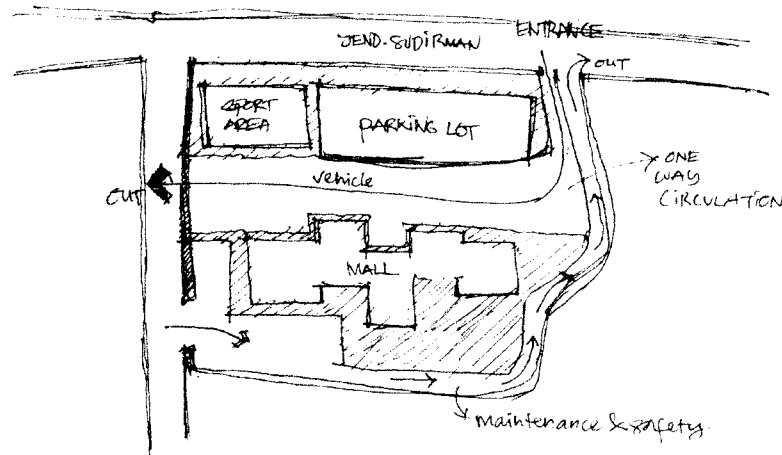 ENTRANCE
JEND. SUDIRMAN
OUT
SPORT
AREA
PARKING LOT
vehicle
OUT
ONE
WAY
CIRCULATION
MALL
maintenance & safety.